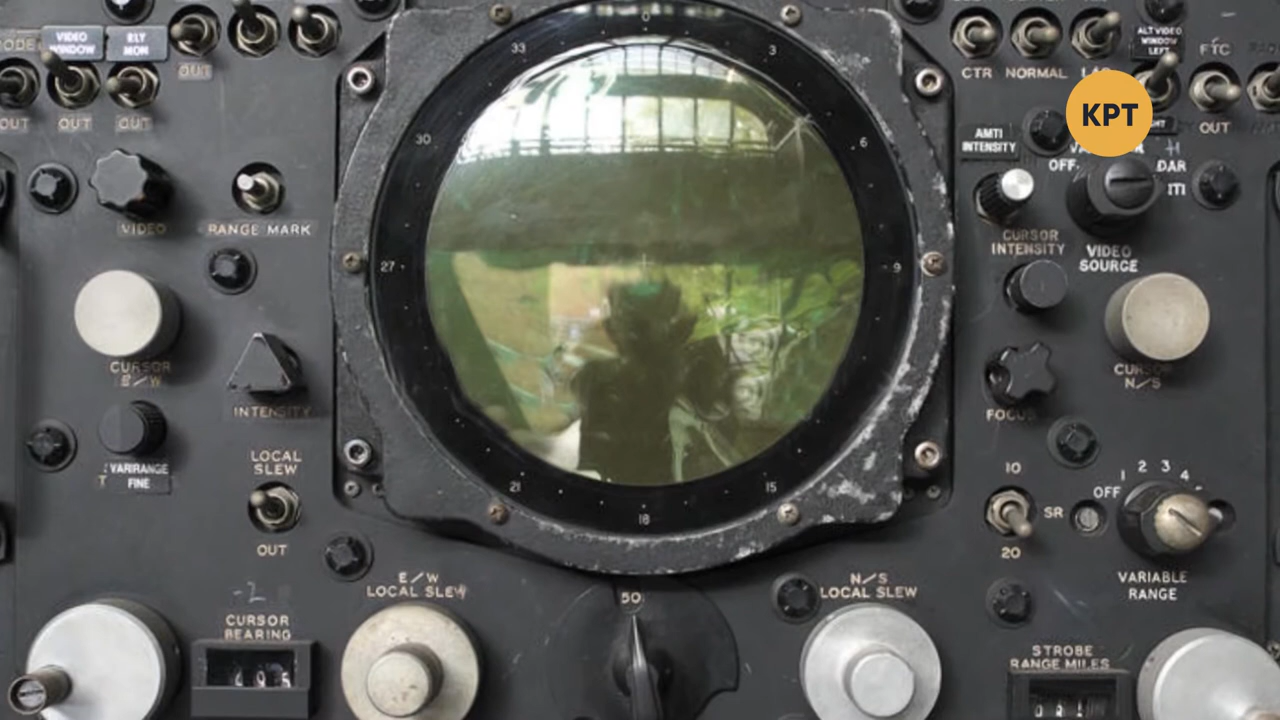 VIDEO
WINDOW
RLY
MON
OUT
OUT
OUT
OUT
VIDEO
RANGE MARK
CURSOR
E/W
INTENSITY
VARIRANGE
FINE
LOCAL
SLEW
OUT
CURSOR
BEARING
E/W
LOCAL SLEW
0
3
6
9
15
18
21
27
30
33
50
N/S
LOCAL SLEW
CTR
NORMAL
ALT VIDEO
WINDOW
LEFT
FTC
OUT
KPT
AMTI
INTENSITY
OFF
CURSOR
INTENSITY
VIDEO
SOURCE
CURSOR
N/S
FOCUS
10
SR
20
OFF
1
2
3
4
VARIABLE
RANGE
STROBE
RANGE MILES